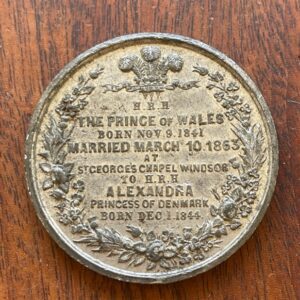 H.R.H
THE PRINCE OF WALES
BORN NOV. 9. 1841
MARRIED MARCH 10. 1863
AT
ST GEORGES CHAPEL WINDSOR
TO H.R.H
ALEXANDRA
PRINCESS OF DENMARK
BORN DEC 1. 1844